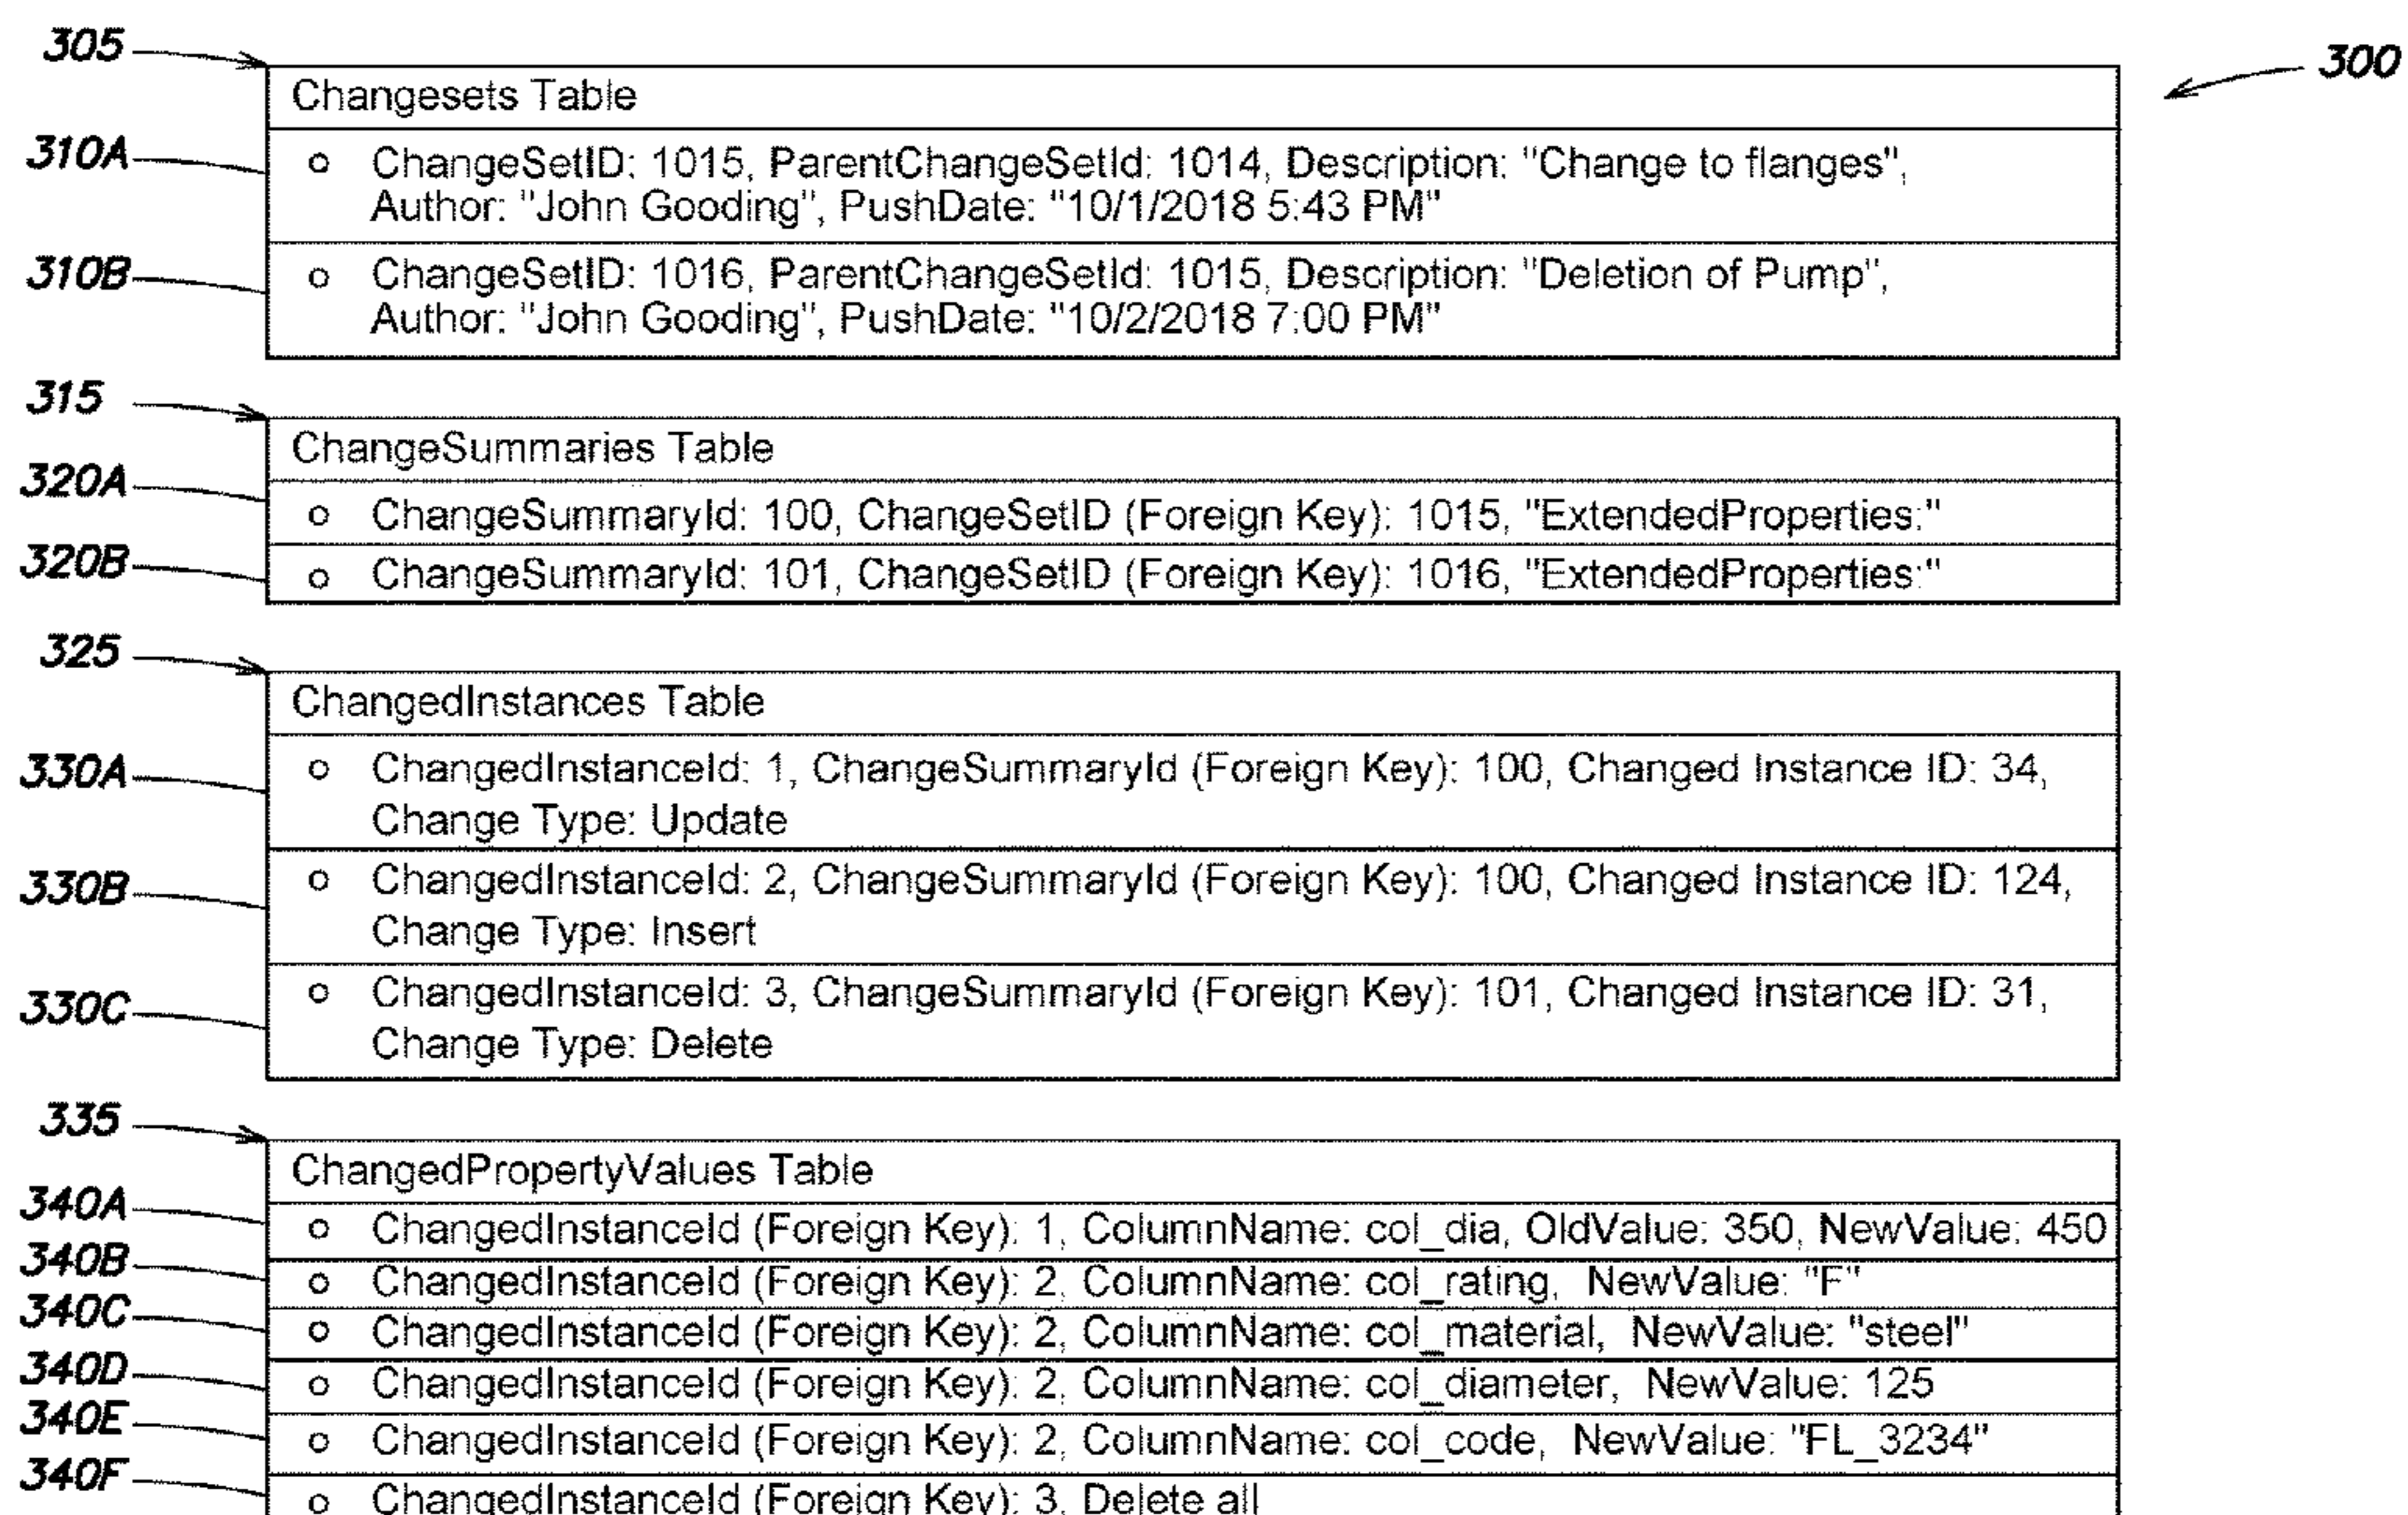 305
300
Changesets Table
310A
o ChangeSetID: 1015, ParentChangeSetId: 1014, Description: "Change to flanges",
Author: "John Gooding", PushDate: "10/1/2018 5:43 PM"
310B
o ChangeSetID: 1016, ParentChangeSetId: 1015, Description: "Deletion of Pump",
Author: "John Gooding", PushDate: "10/2/2018 7:00 PM"
315
ChangeSummaries Table
320A
o ChangeSummaryId: 100, ChangeSetID (Foreign Key): 1015, "ExtendedProperties:"
320B
o ChangeSummaryId: 101, ChangeSetID (Foreign Key): 1016, "ExtendedProperties:"
325
ChangedInstances Table
330A
o ChangedInstanceId: 1, ChangeSummaryId (Foreign Key): 100, Changed Instance ID: 34,
Change Type: Update
330B
o ChangedInstanceId: 2, ChangeSummaryId (Foreign Key): 100, Changed Instance ID: 124,
Change Type: Insert
330C
o ChangedInstanceId: 3, ChangeSummaryId (Foreign Key): 101, Changed Instance ID: 31,
Change Type: Delete
335
ChangedPropertyValues Table
340A
o ChangedInstanceId (Foreign Key): 1, ColumnName: col_dia, OldValue: 350, NewValue: 450
340B
o ChangedInstanceId (Foreign Key): 2, ColumnName: col_rating, NewValue: "F"
340C
o ChangedInstanceId (Foreign Key): 2, ColumnName: col_material, NewValue: "steel"
340D
o ChangedInstanceId (Foreign Key): 2, ColumnName: col_diameter, NewValue: 125
340E
o ChangedInstanceId (Foreign Key): 2, ColumnName: col_code, NewValue: "FL_3234"
340F
o ChangedInstanceId (Foreign Key): 3, Delete all